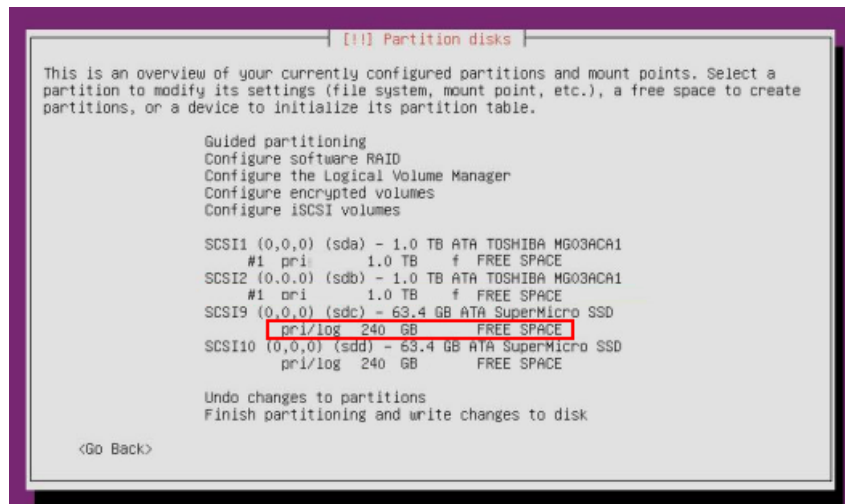 [!!] Partition disks
This is an overview of your currently configured partitions and mount points. Select a
partition to modify its settings (file system, mount point, etc.), a free space to create
partitions, or a device to initialize its partition table.
Guided partitioning
Configure software RAID
Configure the Logical Volume Manager
Configure encrypted volumes
Configure iSCSI volumes
SCSI1 (0,0,0) (sda) - 1.0 TB ATA TOSHIBA MG03ACA1
#1 pri 1.0 TB f FREE SPACE
SCSI2 (0.0.0) (sdb) - 1.0 TB ATA TOSHIBA MG03ACA1
#1 pri 1.0 TB f FREE SPACE
SCSI9 (0,0,0) (sdc) - 63.4 GB ATA SuperMicro SSD
pri/log 240 GB FREE SPACE
SCSI10 (0,0,0) (sdd) - 63.4 GB ATA SuperMicro SSD
pri/log 240 GB FREE SPACE
Undo changes to partitions
Finish partitioning and write changes to disk
<Go Back>